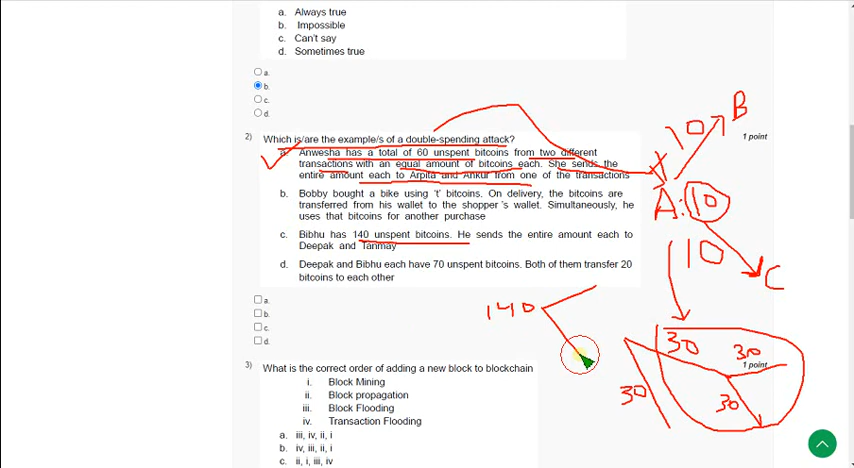 a. Always true
b. Impossible
c. Can't say
d. Sometimes true
a.
b.
c.
d.
2) Which is/are the example/s of a double-spending attack?
1 point
a. Anwesha has a total of 60 unspent bitcoins from two different
transactions with an equal amount of bitcoins each. She sends the
entire amount each to Arpita and Ankur from one of the transactions
b. Bobby bought a bike using 't' bitcoins. On delivery, the bitcoins are
transferred from his wallet to the shopper's wallet. Simultaneously, he
uses that bitcoins for another purchase
c. Bibhu has 140 unspent bitcoins. He sends the entire amount each to
Deepak and Tanmay
d. Deepak and Bibhu each have 70 unspent bitcoins. Both of them transfer 20
bitcoins to each other
a.
b.
c.
d.
10 B
A: 10
10 C
140
30 30
30 30
3) What is the correct order of adding a new block to blockchain
1 point
i. Block Mining
ii. Block propagation
iii. Block Flooding
iv. Transaction Flooding
a. iii, iv, ii, i
b. iv, iii, ii, i
c. ii, i, iii, iv